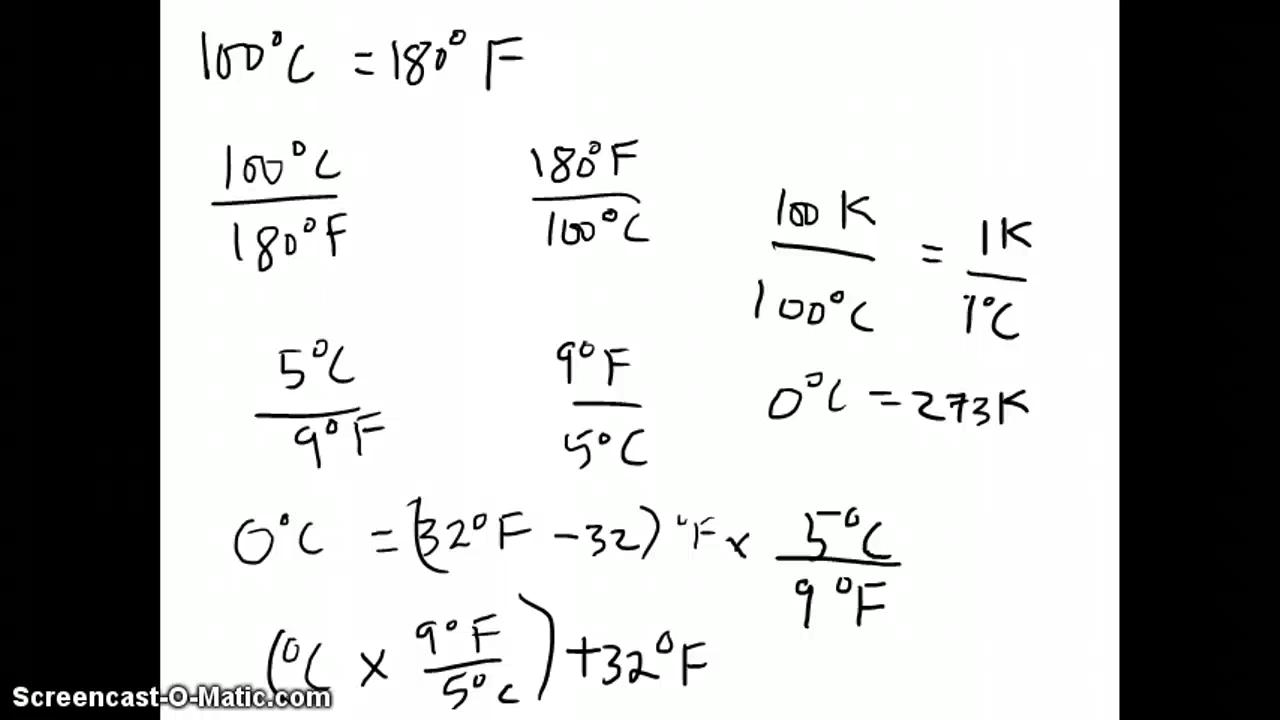 100°C = 180° F
100°C / 180°F
180°F / 100°C
100 K / 100°C = 1K / 1°C
5°C / 9°F
9°F / 5°C
0°C = 273K
0°C = (32°F - 32) °F x 5°C / 9°F
(°C x 9°F / 5°C) + 32°F
Screencast-O-Matic.com